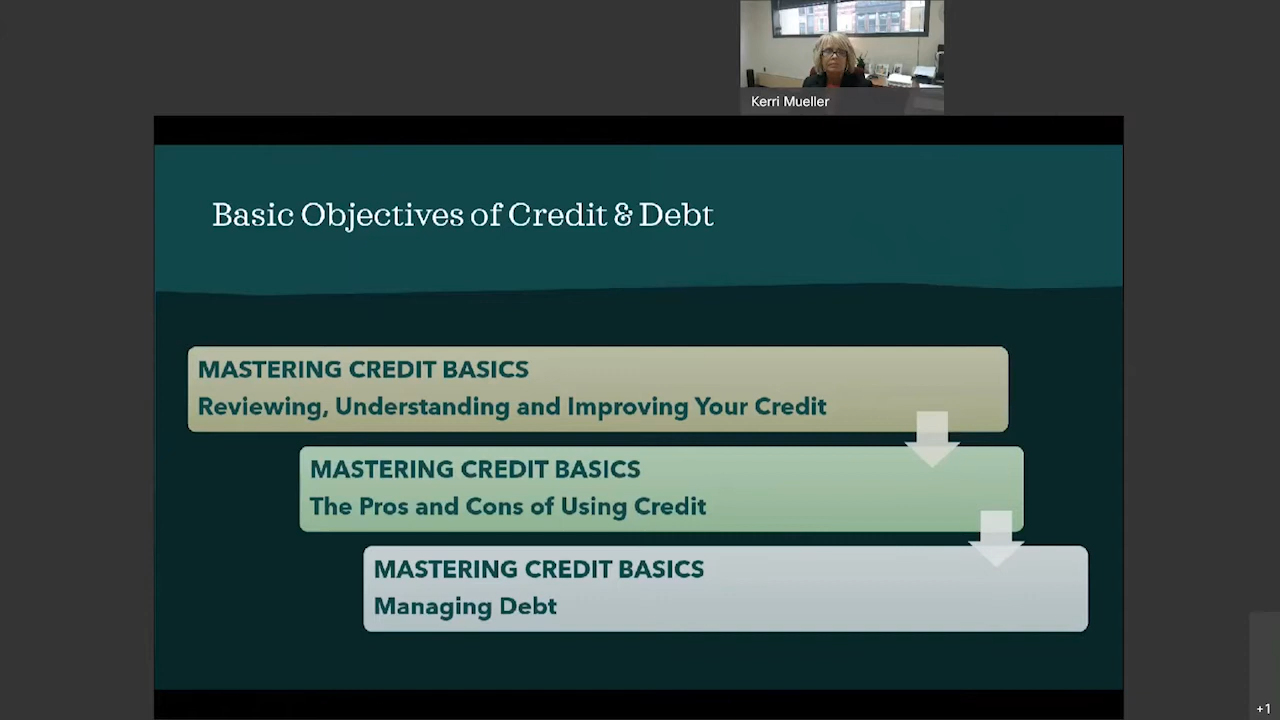 Kerri Mueller
Basic Objectives of Credit & Debt
MASTERING CREDIT BASICS
Reviewing, Understanding and Improving Your Credit
MASTERING CREDIT BASICS
The Pros and Cons of Using Credit
MASTERING CREDIT BASICS
Managing Debt
+1